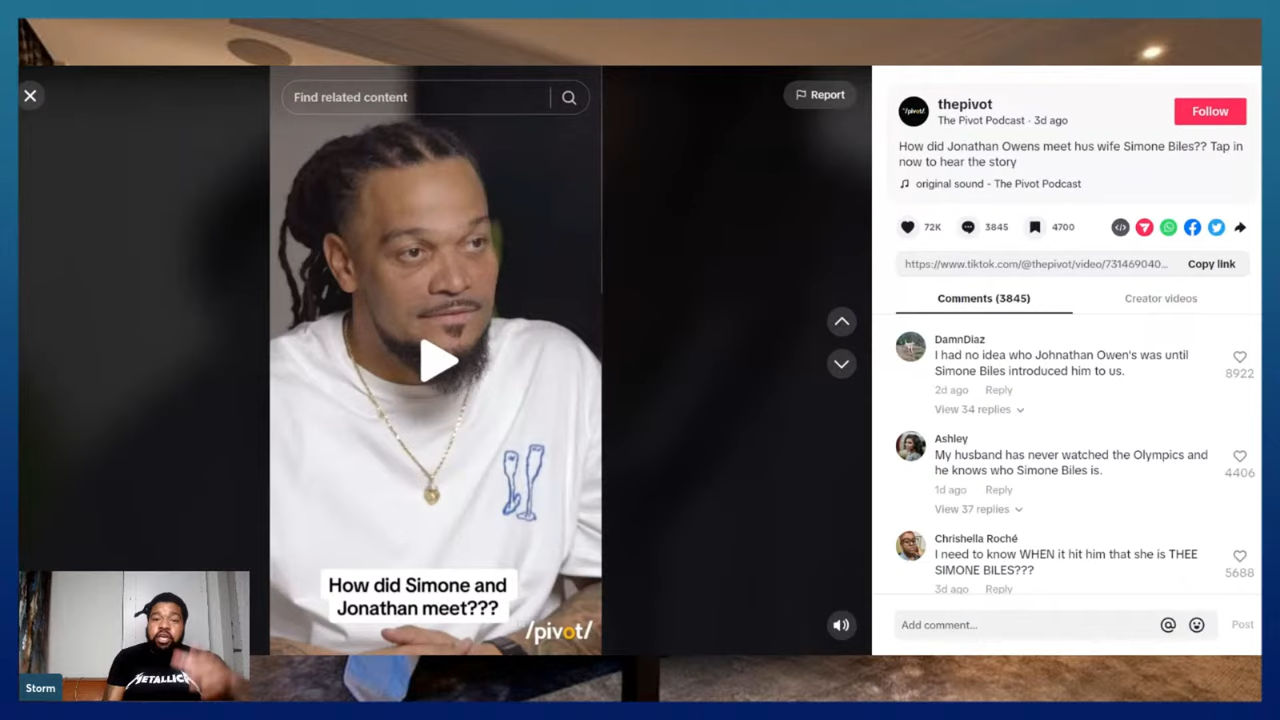 Find related content
Report
How did Simone and
Jonathan meet???
/pivot/
METALLICA
Storm
thepivot
The Pivot Podcast · 3d ago
Follow
How did Jonathan Owens meet hus wife Simone Biles?? Tap in
now to hear the story
original sound - The Pivot Podcast
72K
3845
4700
https://www.tiktok.com/@thepivot/video/731469040...
Copy link
Comments (3845)
Creator videos
DamnDiaz
I had no idea who Johnathan Owen's was until
Simone Biles introduced him to us.
8922
2d ago
Reply
View 34 replies
Ashley
My husband has never watched the Olympics and
he knows who Simone Biles is.
4406
1d ago
Reply
View 37 replies
Chrishella Roché
I need to know WHEN it hit him that she is THEE
SIMONE BILES???
5688
3d ago
Reply
Add comment...
Post